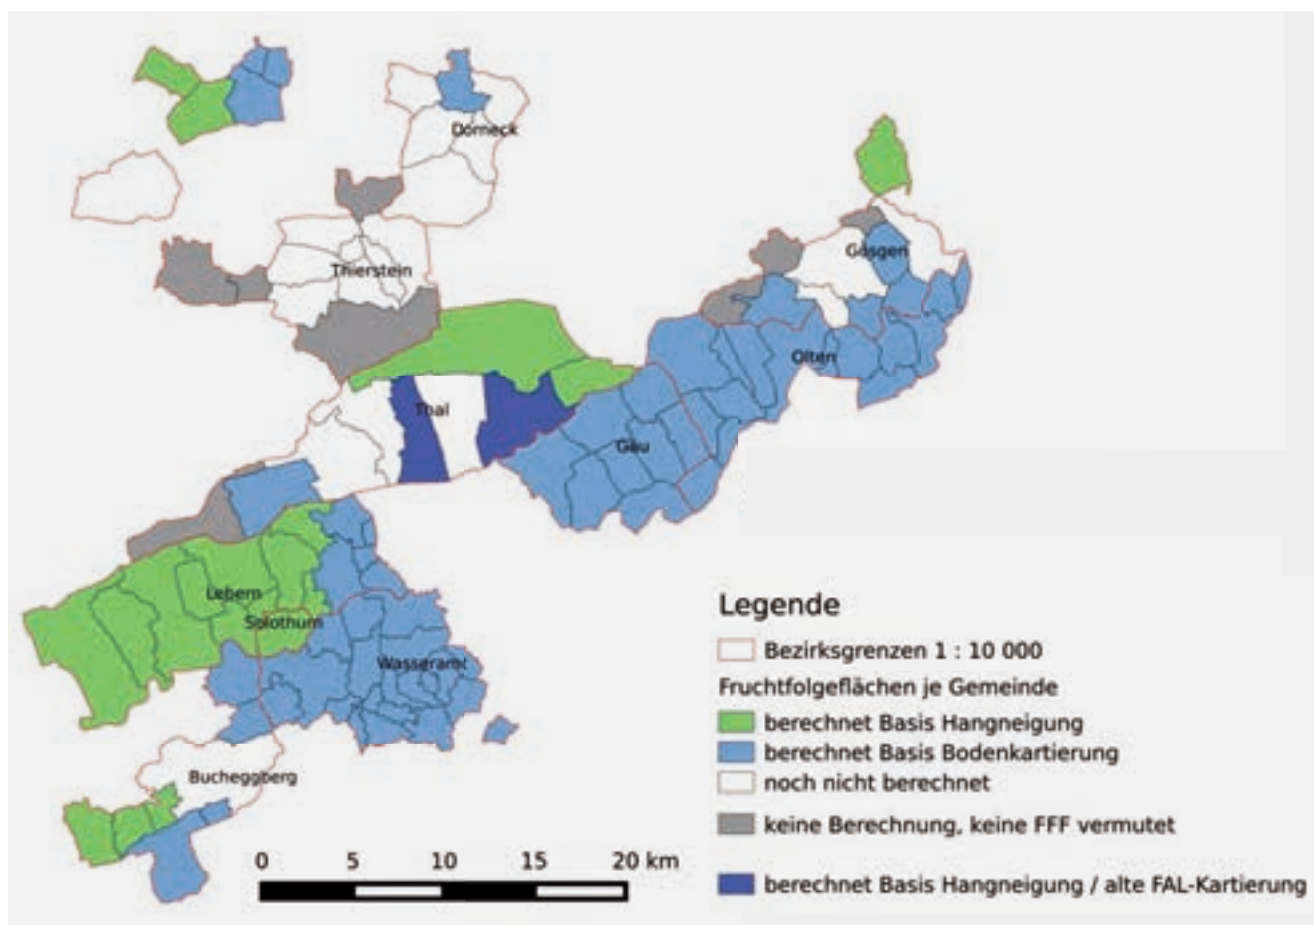 Dorneck
Gösgen
Thierstein
Olten
Thal
Gäu
Lebern
Solothurn
Wasseramt
Bucheggberg
Legende
Bezirksgrenzen 1 : 10 000
Fruchtfolgeflächen je Gemeinde
berechnet Basis Hangneigung
berechnet Basis Bodenkartierung
noch nicht berechnet
keine Berechnung, keine FFF vermutet
berechnet Basis Hangneigung / alte FAL-Kartierung
0 5 10 15 20 km